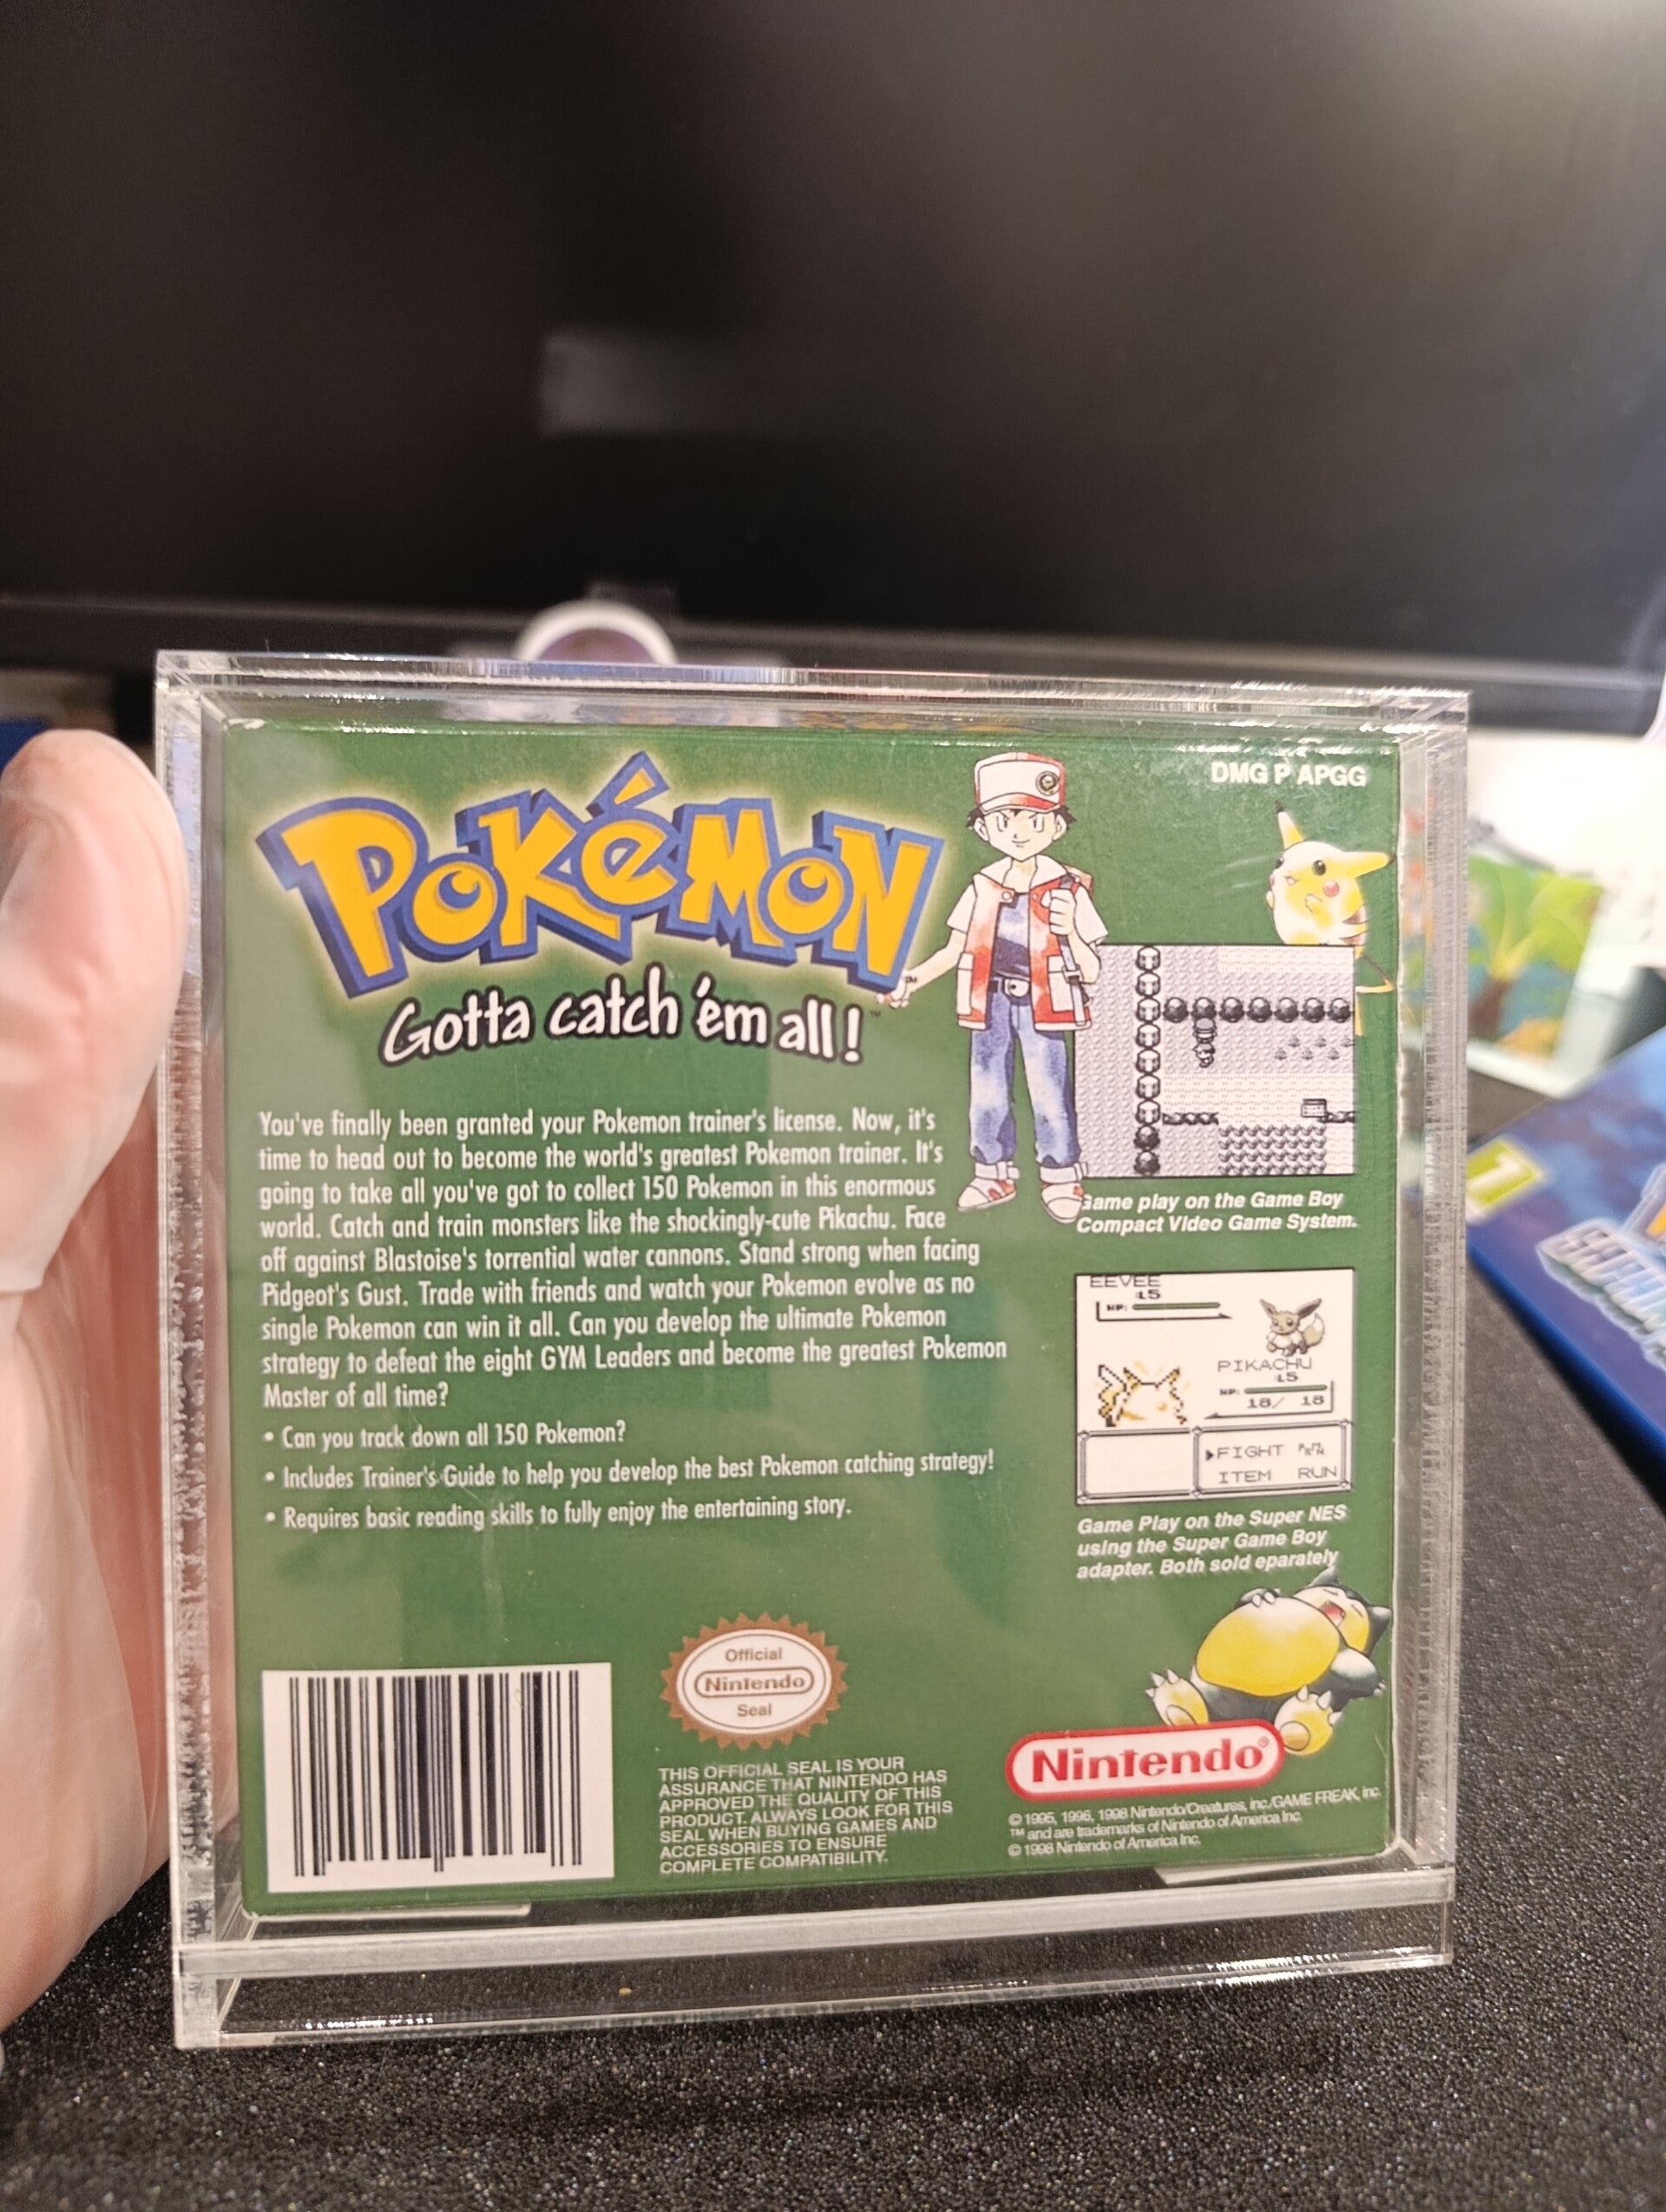 POKéMON
TM
Gotta catch 'em all!
TM
DMG P APGG
You've finally been granted your Pokemon trainer's license. Now, it's
time to head out to become the world's greatest Pokemon trainer. It's
going to take all you've got to collect 150 Pokemon in this enormous
world. Catch and train monsters like the shockingly-cute Pikachu. Face
off against Blastoise's torrential water cannons. Stand strong when facing
Pidgeot's Gust. Trade with friends and watch your Pokemon evolve as no
single Pokemon can win it all. Can you develop the ultimate Pokemon
strategy to defeat the eight GYM Leaders and become the greatest Pokemon
Master of all time?
• Can you track down all 150 Pokemon?
• Includes Trainer's Guide to help you develop the best Pokemon catching strategy!
• Requires basic reading skills to fully enjoy the entertaining story.
Game play on the Game Boy
Compact Video Game System.
EEVEE
:L5
HP:
PIKACHU
:L5
HP:
18/ 18
▶FIGHT PKMN
ITEM RUN
Game Play on the Super NES
using the Super Game Boy
adapter. Both sold eparately
Official
Nintendo
Seal
THIS OFFICIAL SEAL IS YOUR
ASSURANCE THAT NINTENDO HAS
APPROVED THE QUALITY OF THIS
PRODUCT. ALWAYS LOOK FOR THIS
SEAL WHEN BUYING GAMES AND
ACCESSORIES TO ENSURE
COMPLETE COMPATIBILITY.
Nintendo®
© 1995, 1996, 1998 Nintendo/Creatures, inc./GAME FREAK, inc.
™ and are trademarks of Nintendo of America Inc.
© 1998 Nintendo of America Inc.
7